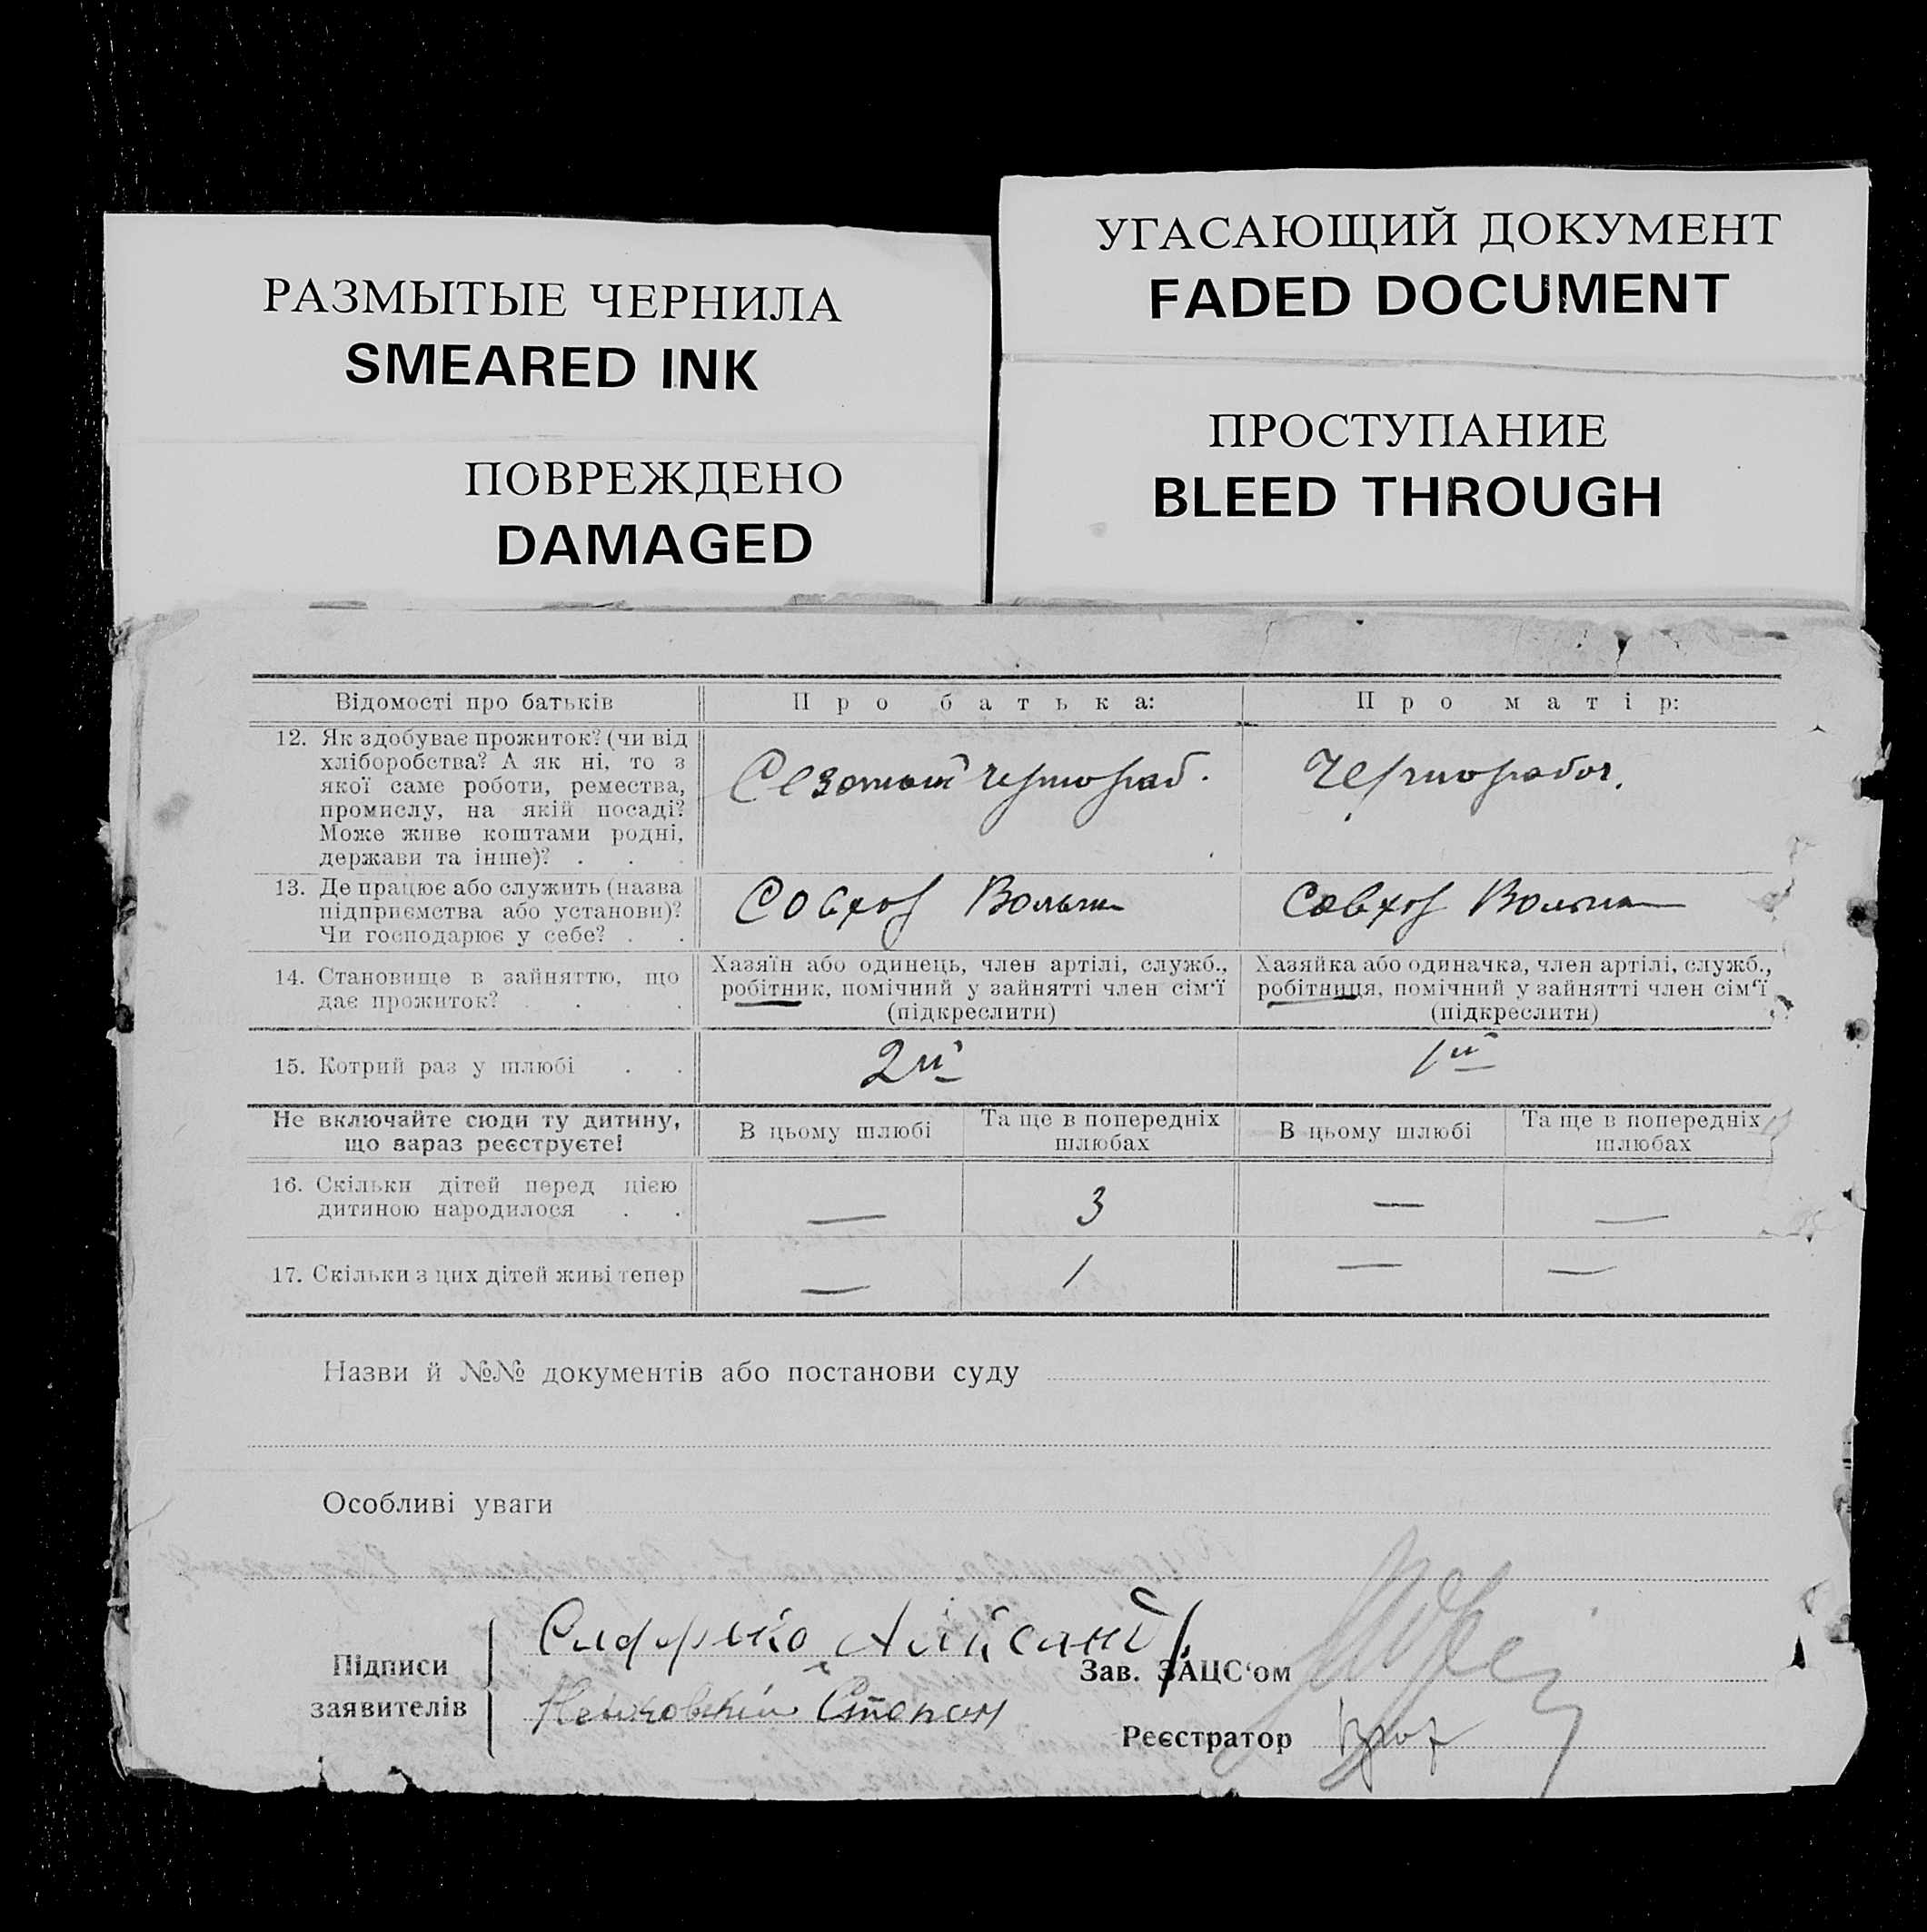 РАЗМЫТЫЕ ЧЕРНИЛА
SMEARED INK
ПОВРЕЖДЕНО
DAMAGED
УГАСАЮЩИЙ ДОКУМЕНТ
FADED DOCUMENT
ПРОСТУПАНИЕ
BLEED THROUGH
Відомості про батьків
Про батька:
Про матір:
12. Як здобуває прожиток? (чи від
хліборобства? А як ні, то з
якої саме роботи, ремества,
промислу, на якій посаді?
Може живе коштами родні,
держави та інше)? . . .
чернораб.
Чернорабоч.
13. Де працює або служить (назва
підприємства або установи)?
Чи господарює у себе? . .
Совхоз
Совхоз
14. Становище в зайняттю, що
дає прожиток? . . . .
Хазяїн або одинець, член артілі, служб.,
робітник, помічний у зайнятті член сім‘ї
(підкреслити)
Хазяйка або одиначка, член артілі, служб.,
робітниця, помічний у зайнятті член сім‘ї
(підкреслити)
15. Котрий раз у шлюбі . .
2й
1й
Не включайте сюди ту дитину,
що зараз реєструєте!
В цьому шлюбі
Та ще в попередніх
шлюбах
В цьому шлюбі
Та ще в попередніх
шлюбах
16. Скільки дітей перед цією
дитиною народилося . .
—
3
—
—
17. Скільки з цих дітей живі тепер
—
1
—
—
Назви й №№ документів або постанови суду
Особливі уваги
Підписи
заявителів
Степан
Зав. ЗАЦС‘ом
Реєстратор